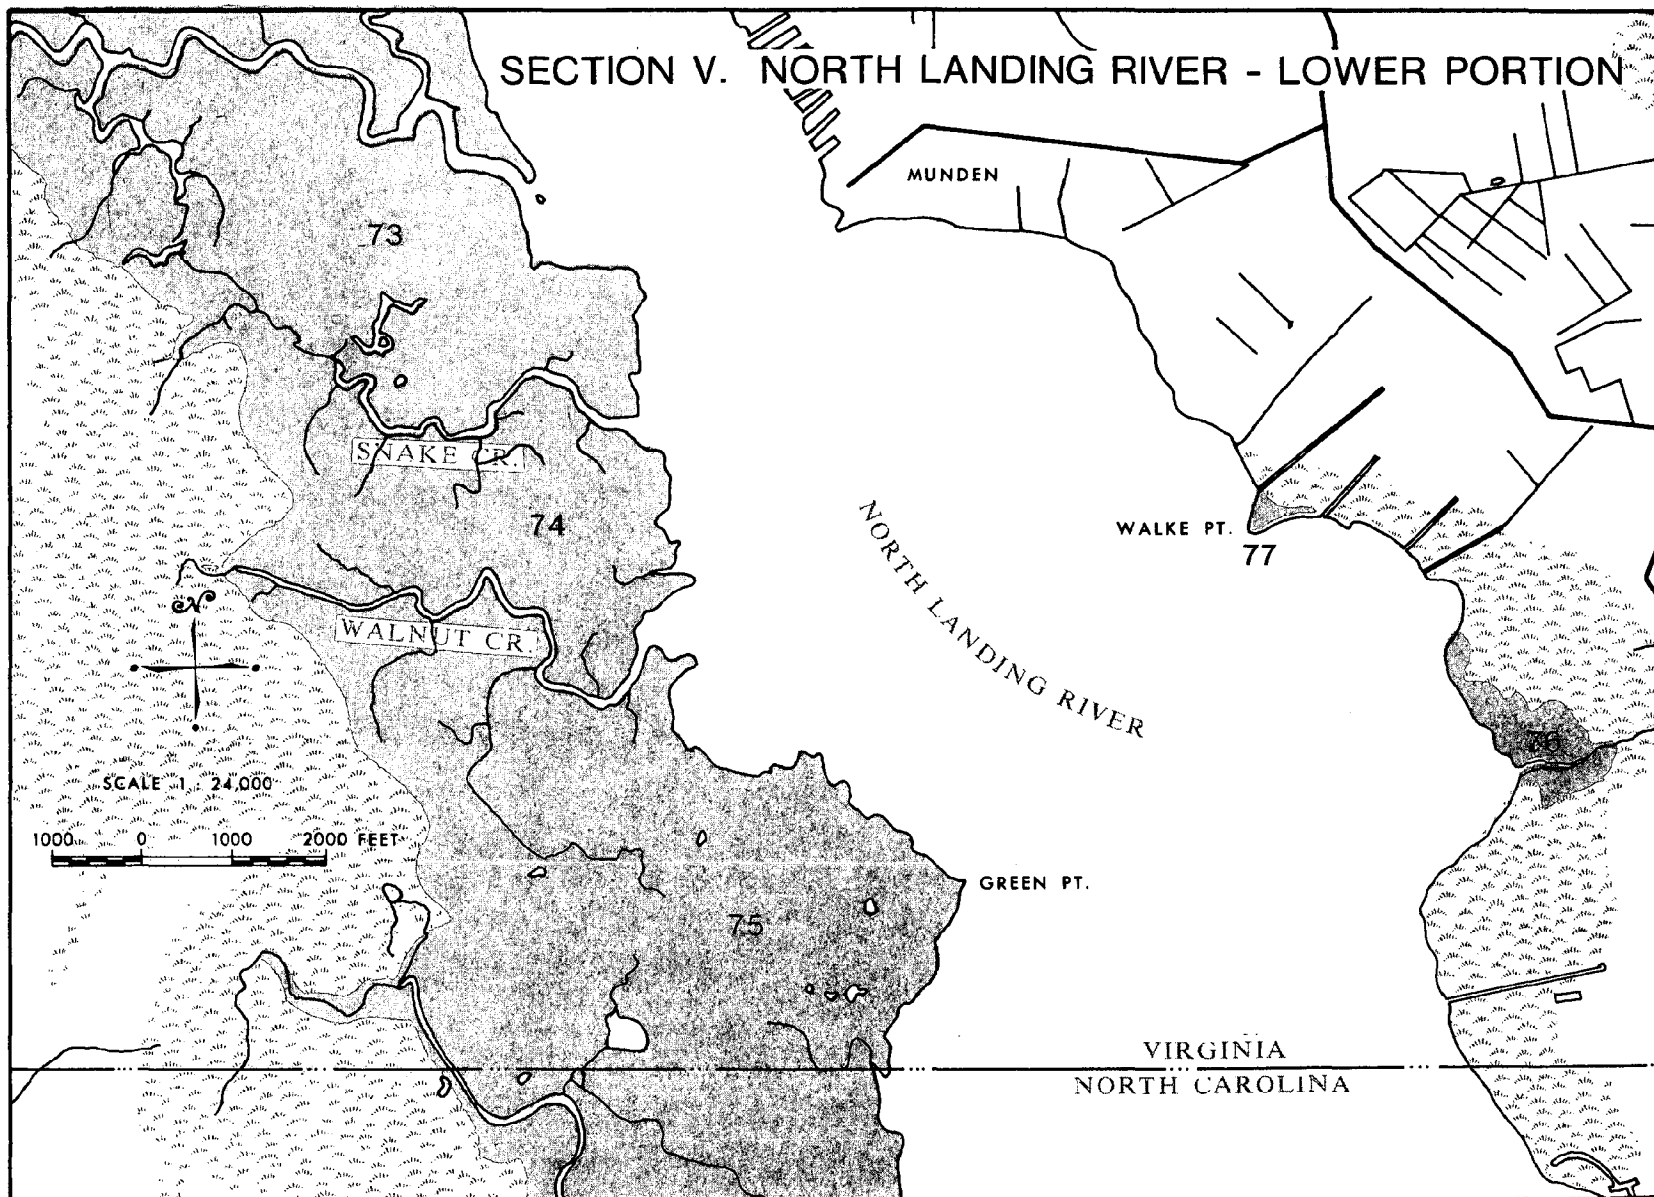 SECTION V. NORTH LANDING RIVER - LOWER PORTION
MUNDEN
73
SNAKE CR.
74
WALKE PT.
77
NORTH LANDING RIVER
N
WALNUT CR.
76
SCALE 1 : 24,000
1000 0 1000 2000 FEET
GREEN PT.
75
VIRGINIA
NORTH CAROLINA